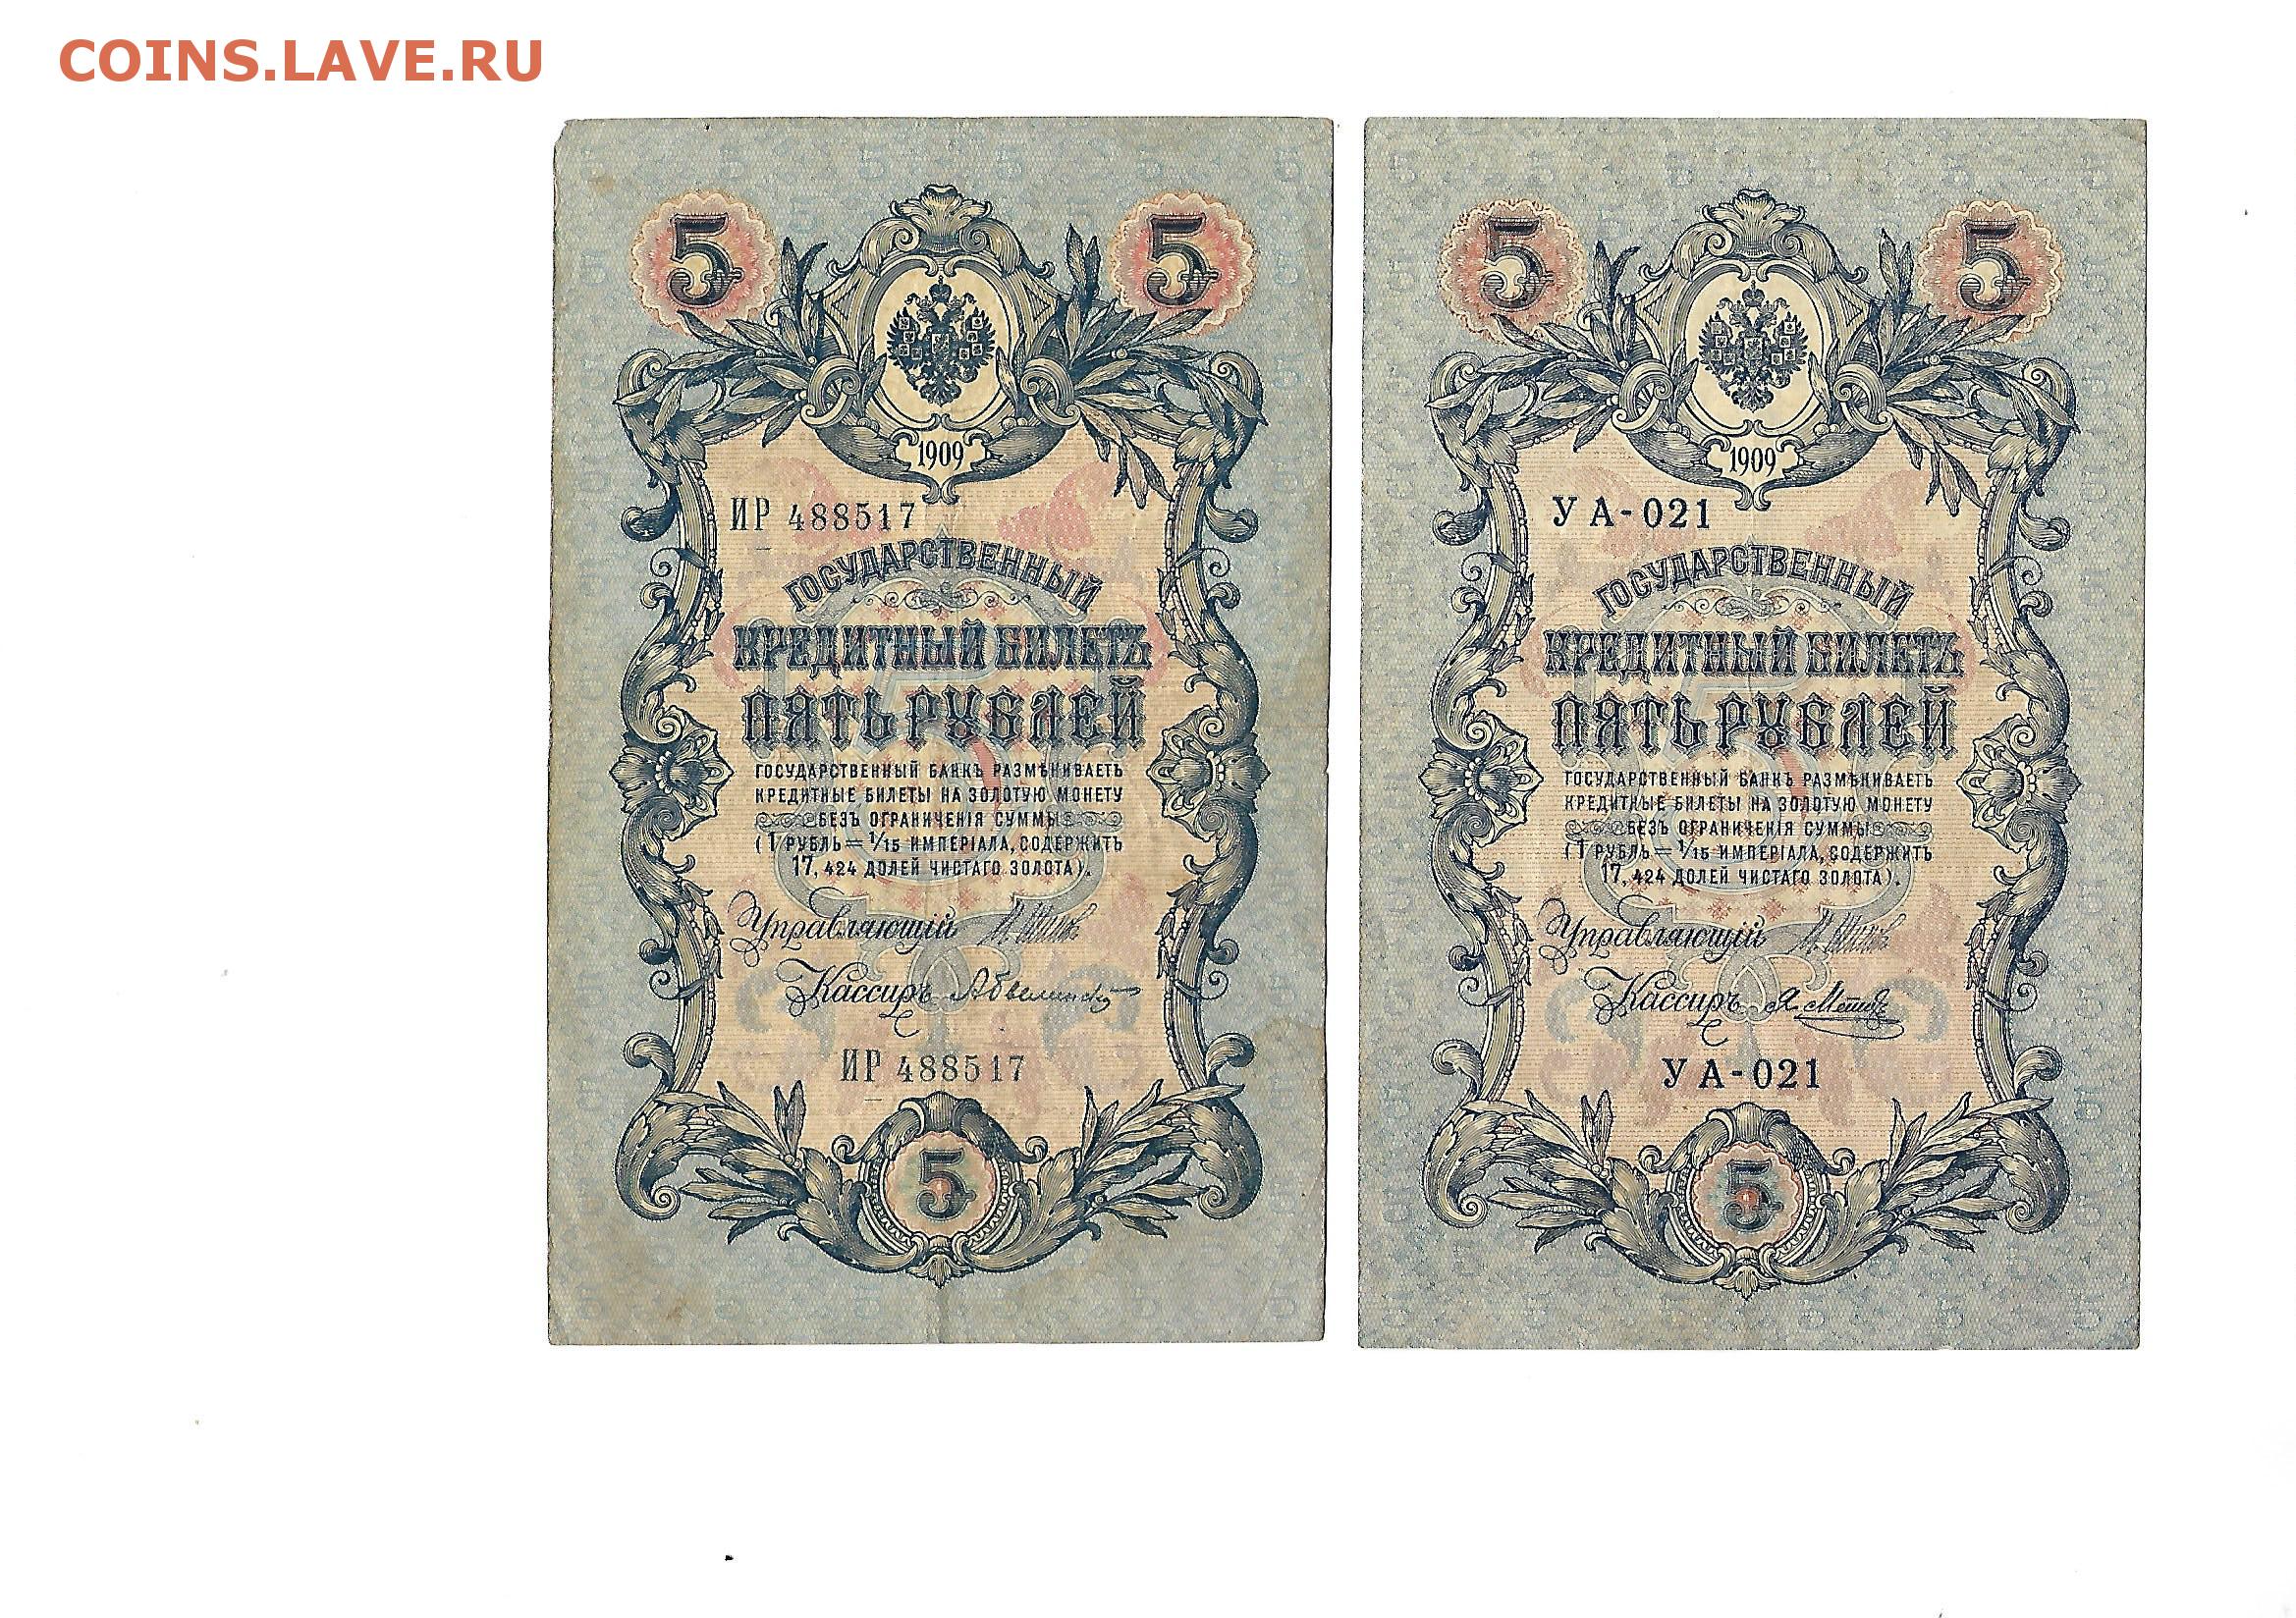 COINS.LAVE.RU
5 5
1909
ИР 488517
ГОСУДАРСТВЕННЫЙ
КРЕДИТНЫЙ БИЛЕТЪ
ПЯТЬ РУБЛЕЙ
ГОСУДАРСТВЕННЫЙ БАНКЪ РАЗМѢНИВАЕТЪ
КРЕДИТНЫЕ БИЛЕТЫ НА ЗОЛОТУЮ МОНЕТУ
БЕЗЪ ОГРАНИЧЕНІЯ СУММЫ
(1 РУБЛЬ = 1/15 ИМПЕРІАЛА, СОДЕРЖИТЪ
17,424 ДОЛЕЙ ЧИСТАГО ЗОЛОТА).
Управляющій
Кассиръ
ИР 488517
5
5 5
1909
УА-021
ГОСУДАРСТВЕННЫЙ
КРЕДИТНЫЙ БИЛЕТЪ
ПЯТЬ РУБЛЕЙ
ГОСУДАРСТВЕННЫЙ БАНКЪ РАЗМѢНИВАЕТЪ
КРЕДИТНЫЕ БИЛЕТЫ НА ЗОЛОТУЮ МОНЕТУ
БЕЗЪ ОГРАНИЧЕНІЯ СУММЫ
(1 РУБЛЬ = 1/15 ИМПЕРІАЛА, СОДЕРЖИТЪ
17,424 ДОЛЕЙ ЧИСТАГО ЗОЛОТА).
Управляющій
Кассиръ Я. Метцъ
УА-021
5